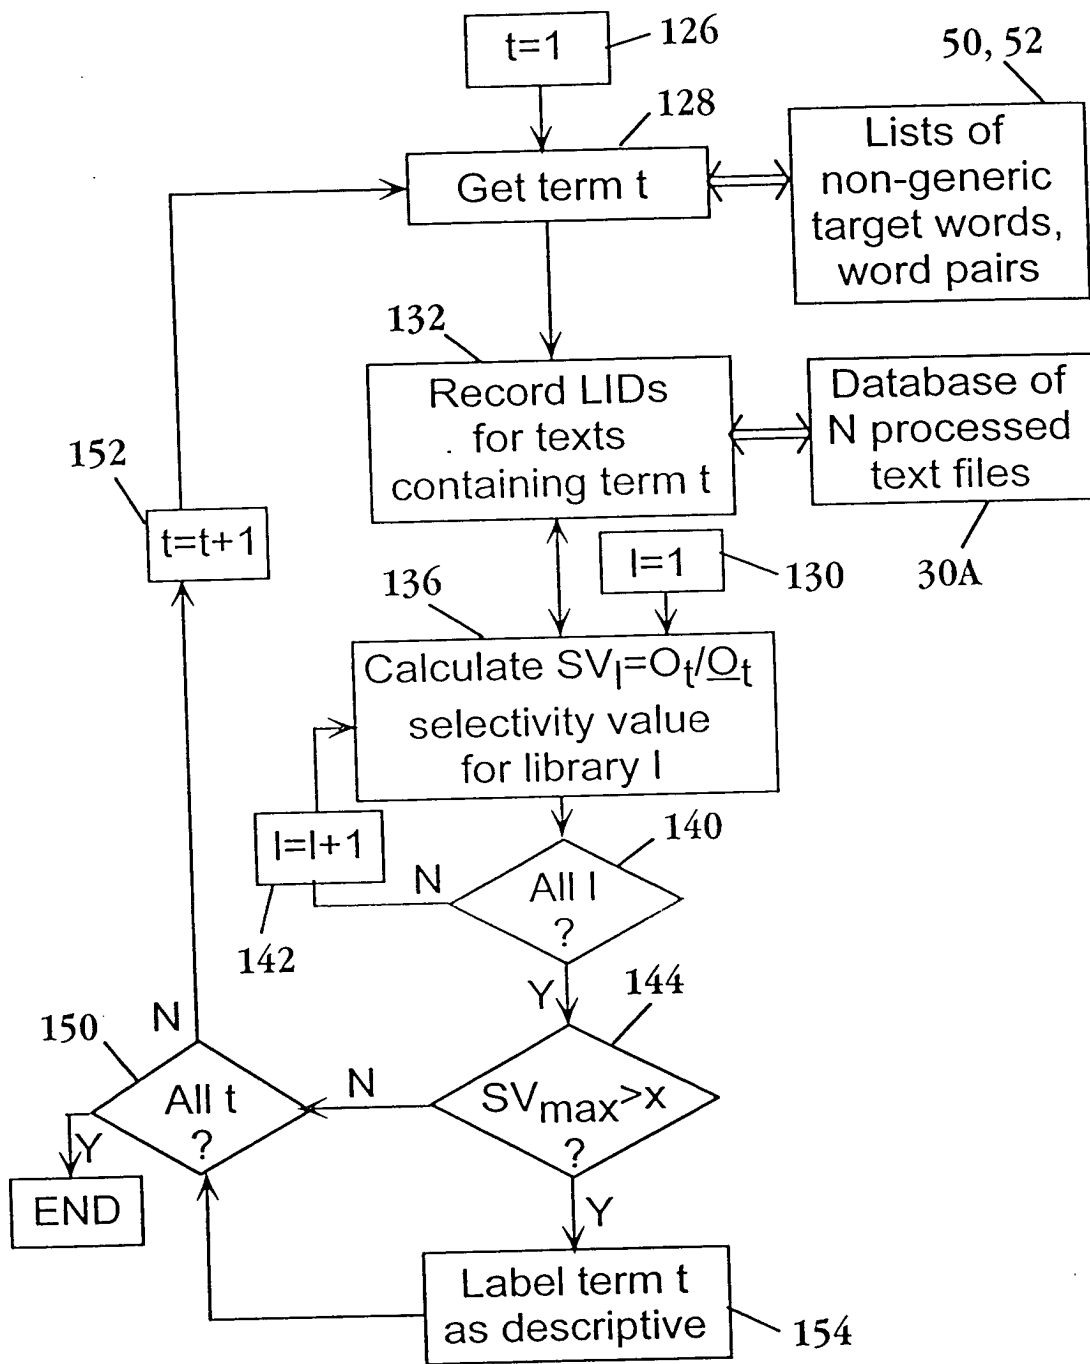 126
t=1
50, 52
128
Get term t
Lists of
non-generic
target words,
word pairs
132
Record LIDs
for texts
containing term t
Database of
N processed
text files
152
t=t+1
l=1
130
30A
136
Calculate SVl=Ot/O̲t
selectivity value
for library l
l=l+1
140
N
All l
?
142
Y
144
150
N
All t
?
N
SVmax>x
?
Y
END
Y
Label term t
as descriptive
154